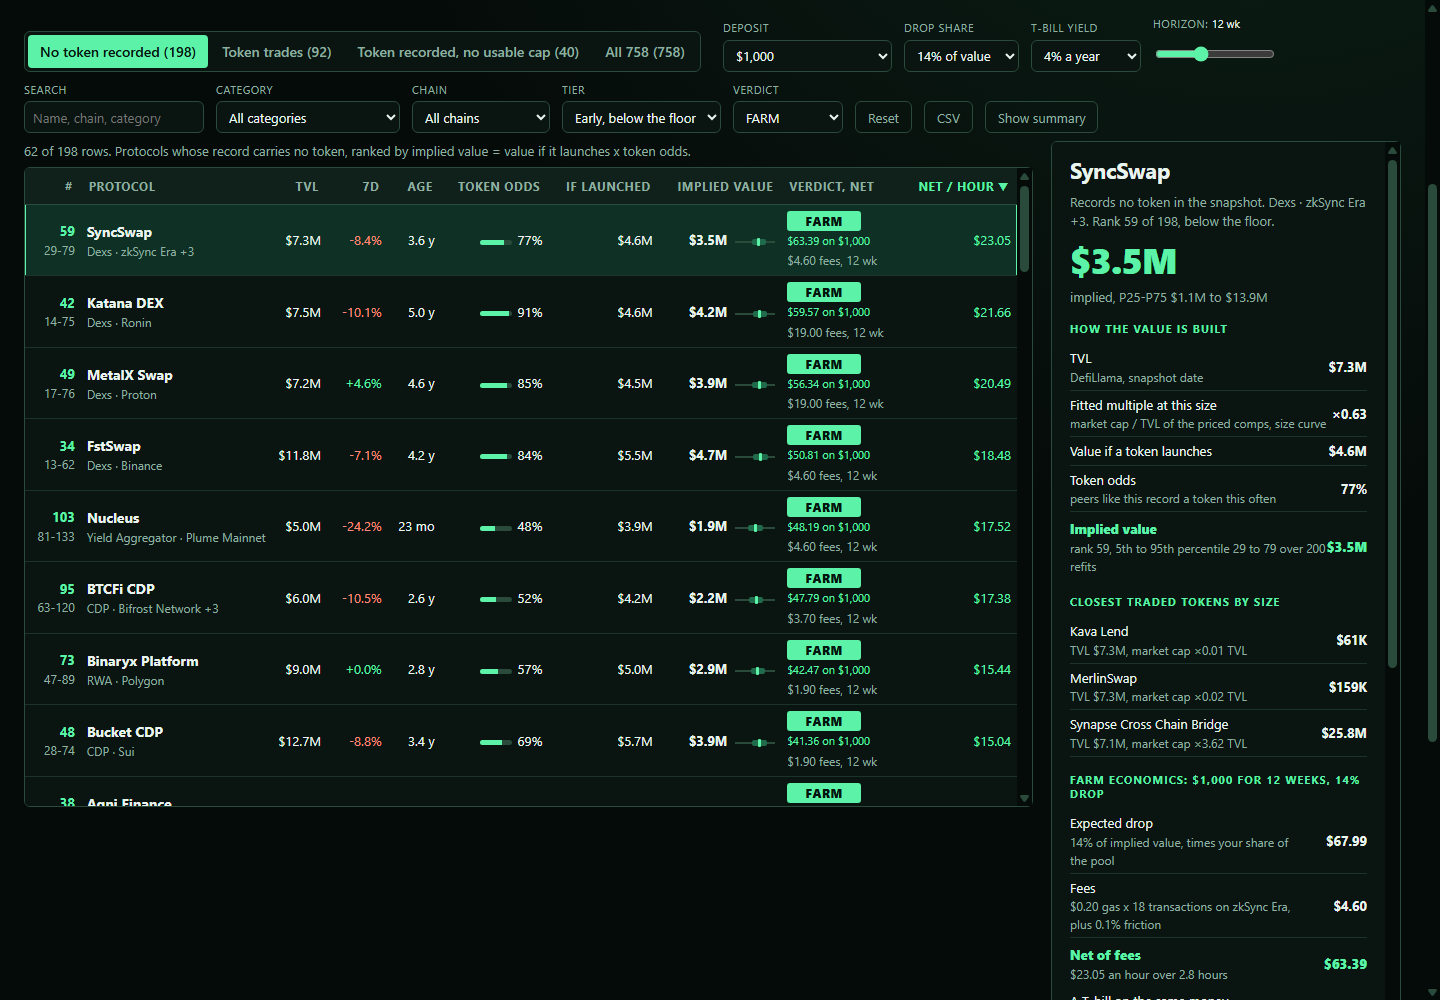 No token recorded (198)
Token trades (92)
Token recorded, no usable cap (40)
All 758 (758)
DEPOSIT
$1,000
DROP SHARE
14% of value
T-BILL YIELD
4% a year
HORIZON: 12 wk
SEARCH
Name, chain, category
CATEGORY
All categories
CHAIN
All chains
TIER
Early, below the floor
VERDICT
FARM
Reset
CSV
Show summary
62 of 198 rows. Protocols whose record carries no token, ranked by implied value = value if it launches x token odds.
# PROTOCOL TVL 7D AGE TOKEN ODDS IF LAUNCHED IMPLIED VALUE VERDICT, NET NET / HOUR ▼
59 SyncSwap $7.3M -8.4% 3.6 y 77% $4.6M $3.5M FARM $23.05
29-79 Dexs · zkSync Era +3 $63.39 on $1,000
$4.60 fees, 12 wk
42 Katana DEX $7.5M -10.1% 5.0 y 91% $4.6M $4.2M FARM $21.66
14-75 Dexs · Ronin $59.57 on $1,000
$19.00 fees, 12 wk
49 MetalX Swap $7.2M +4.6% 4.6 y 85% $4.5M $3.9M FARM $20.49
17-76 Dexs · Proton $56.34 on $1,000
$19.00 fees, 12 wk
34 FstSwap $11.8M -7.1% 4.2 y 84% $5.5M $4.7M FARM $18.48
13-62 Dexs · Binance $50.81 on $1,000
$4.60 fees, 12 wk
103 Nucleus $5.0M -24.2% 23 mo 48% $3.9M $1.9M FARM $17.52
81-133 Yield Aggregator · Plume Mainnet $48.19 on $1,000
$4.60 fees, 12 wk
95 BTCFi CDP $6.0M -10.5% 2.6 y 52% $4.2M $2.2M FARM $17.38
63-120 CDP · Bifrost Network +3 $47.79 on $1,000
$3.70 fees, 12 wk
73 Binaryx Platform $9.0M +0.0% 2.8 y 57% $5.0M $2.9M FARM $15.44
47-89 RWA · Polygon $42.47 on $1,000
$1.90 fees, 12 wk
48 Bucket CDP $12.7M -8.8% 3.4 y 69% $5.7M $3.9M FARM $15.04
28-74 CDP · Sui $41.36 on $1,000
$1.90 fees, 12 wk
38 Agni Finance FARM
SyncSwap
Records no token in the snapshot. Dexs · zkSync Era
+3. Rank 59 of 198, below the floor.
$3.5M
implied, P25-P75 $1.1M to $13.9M
HOW THE VALUE IS BUILT
TVL
DefiLlama, snapshot date
$7.3M
Fitted multiple at this size
market cap / TVL of the priced comps, size curve
×0.63
Value if a token launches $4.6M
Token odds
peers like this record a token this often
77%
Implied value
rank 59, 5th to 95th percentile 29 to 79 over 200
refits
$3.5M
CLOSEST TRADED TOKENS BY SIZE
Kava Lend
TVL $7.3M, market cap ×0.01 TVL
$61K
MerlinSwap
TVL $7.3M, market cap ×0.02 TVL
$159K
Synapse Cross Chain Bridge
TVL $7.1M, market cap ×3.62 TVL
$25.8M
FARM ECONOMICS: $1,000 FOR 12 WEEKS, 14%
DROP
Expected drop
14% of implied value, times your share of
the pool
$67.99
Fees
$0.20 gas x 18 transactions on zkSync Era,
plus 0.1% friction
$4.60
Net of fees
$23.05 an hour over 2.8 hours
$63.39
A T-bill on the same money